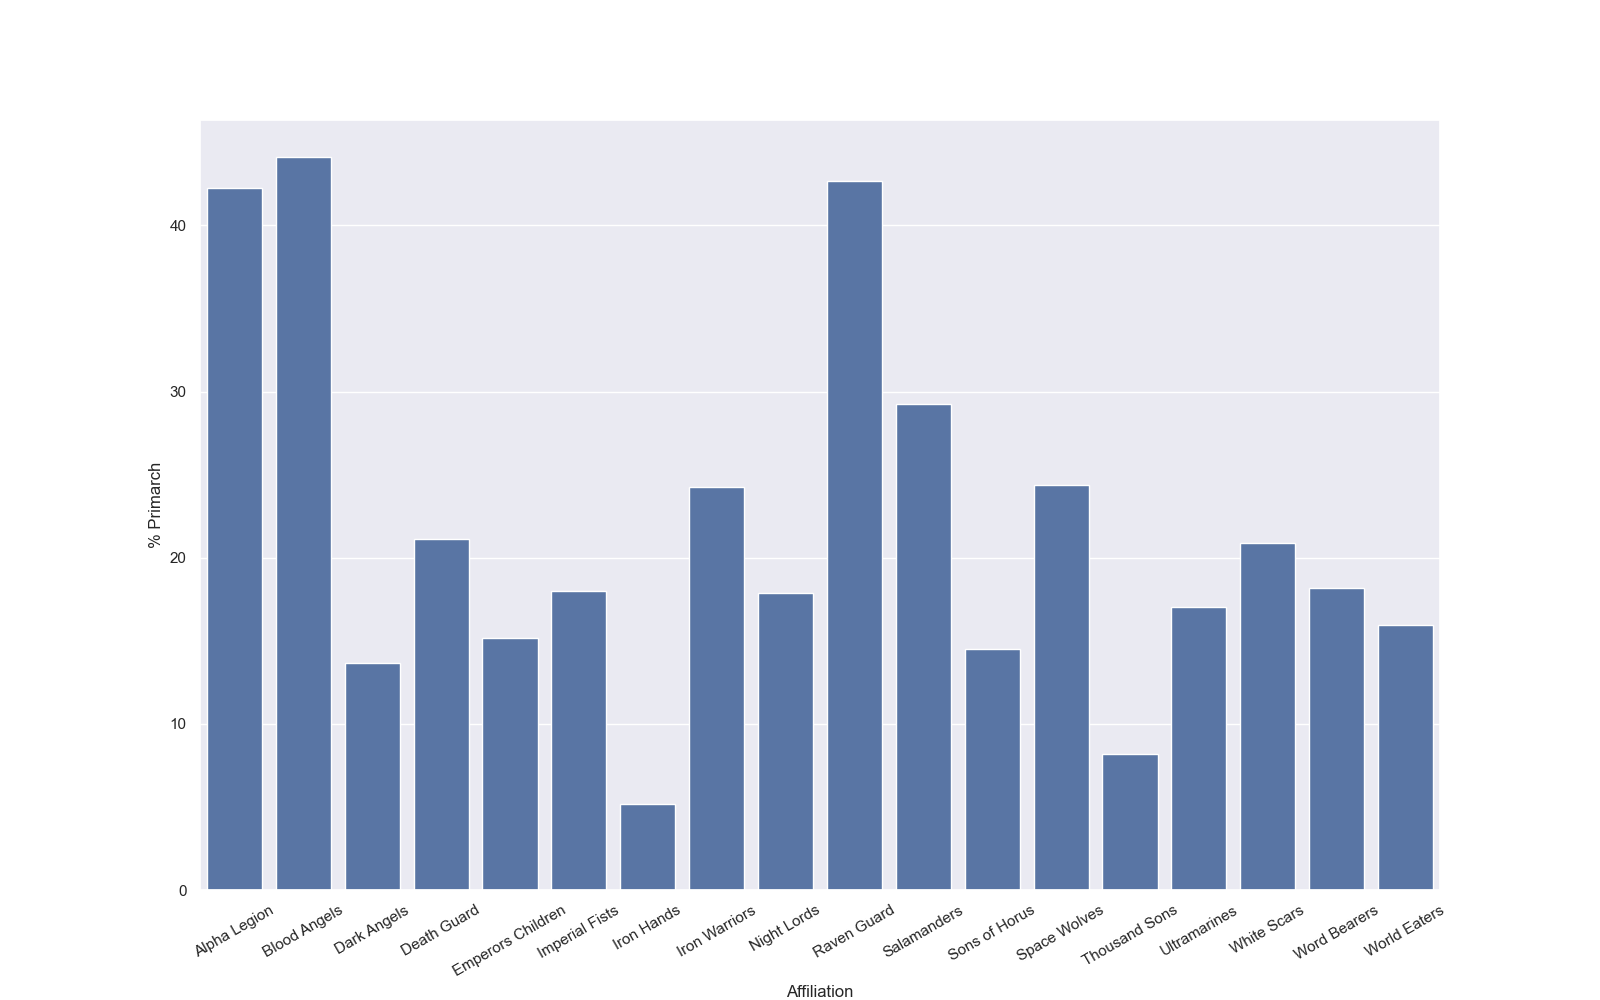 40
30
20
10
0
% Primarch
Alpha Legion
Blood Angels
Dark Angels
Death Guard
Emperors Children
Imperial Fists
Iron Hands
Iron Warriors
Night Lords
Raven Guard
Salamanders
Sons of Horus
Space Wolves
Thousand Sons
Ultramarines
White Scars
Word Bearers
World Eaters
Affiliation